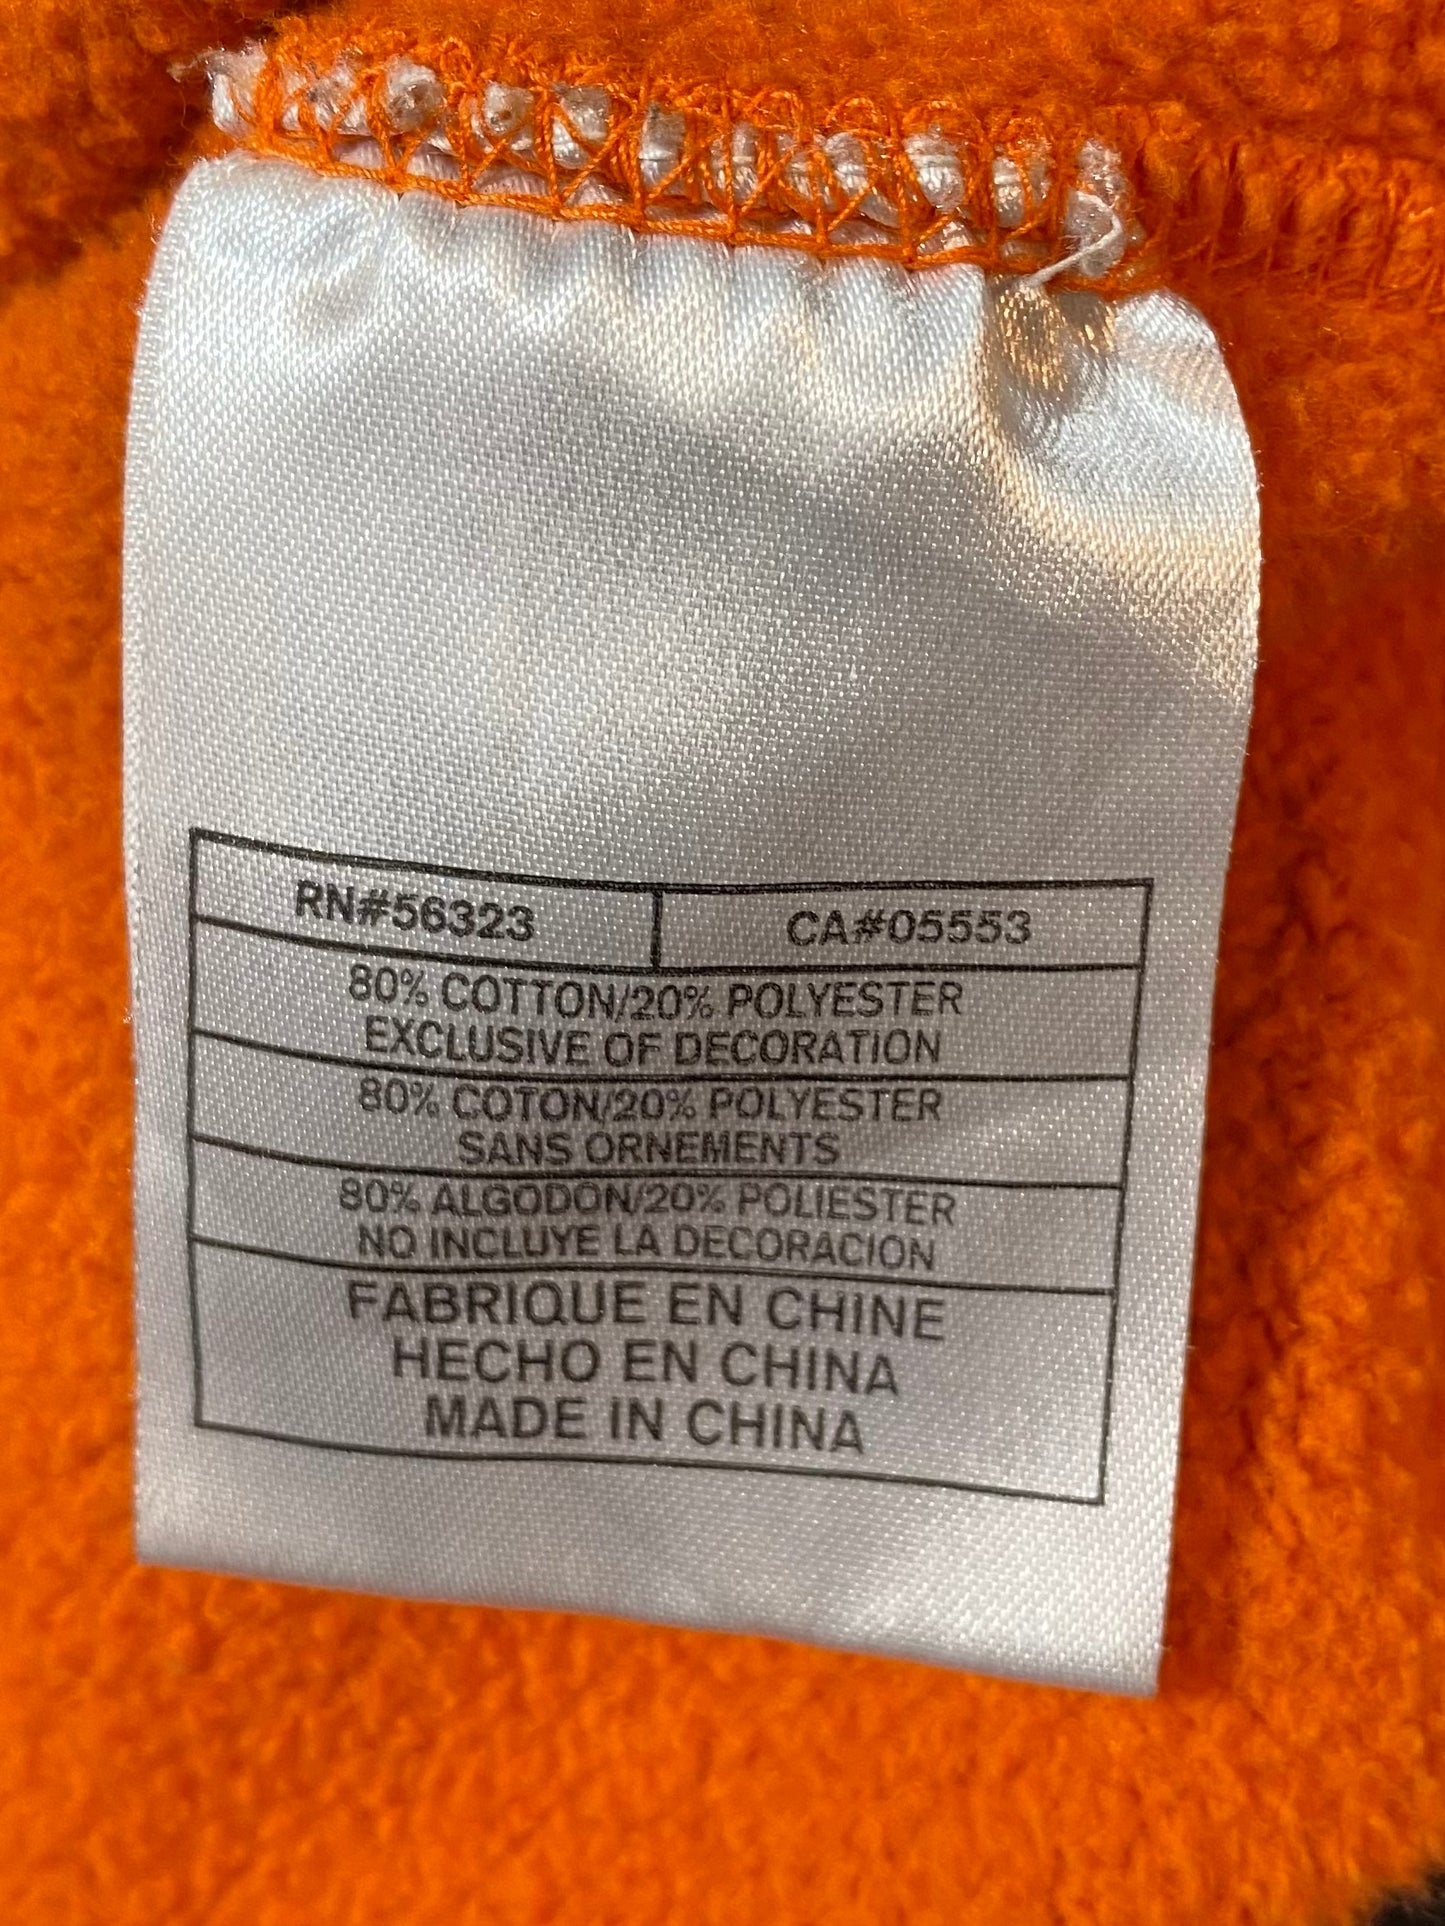 RN#56323 CA#05553
80% COTTON/20% POLYESTER
EXCLUSIVE OF DECORATION
80% COTON/20% POLYESTER
SANS ORNEMENTS
80% ALGODÓN/20% POLIESTER
NO INCLUYE LA DECORACION
FABRIQUE EN CHINE
HECHO EN CHINA
MADE IN CHINA